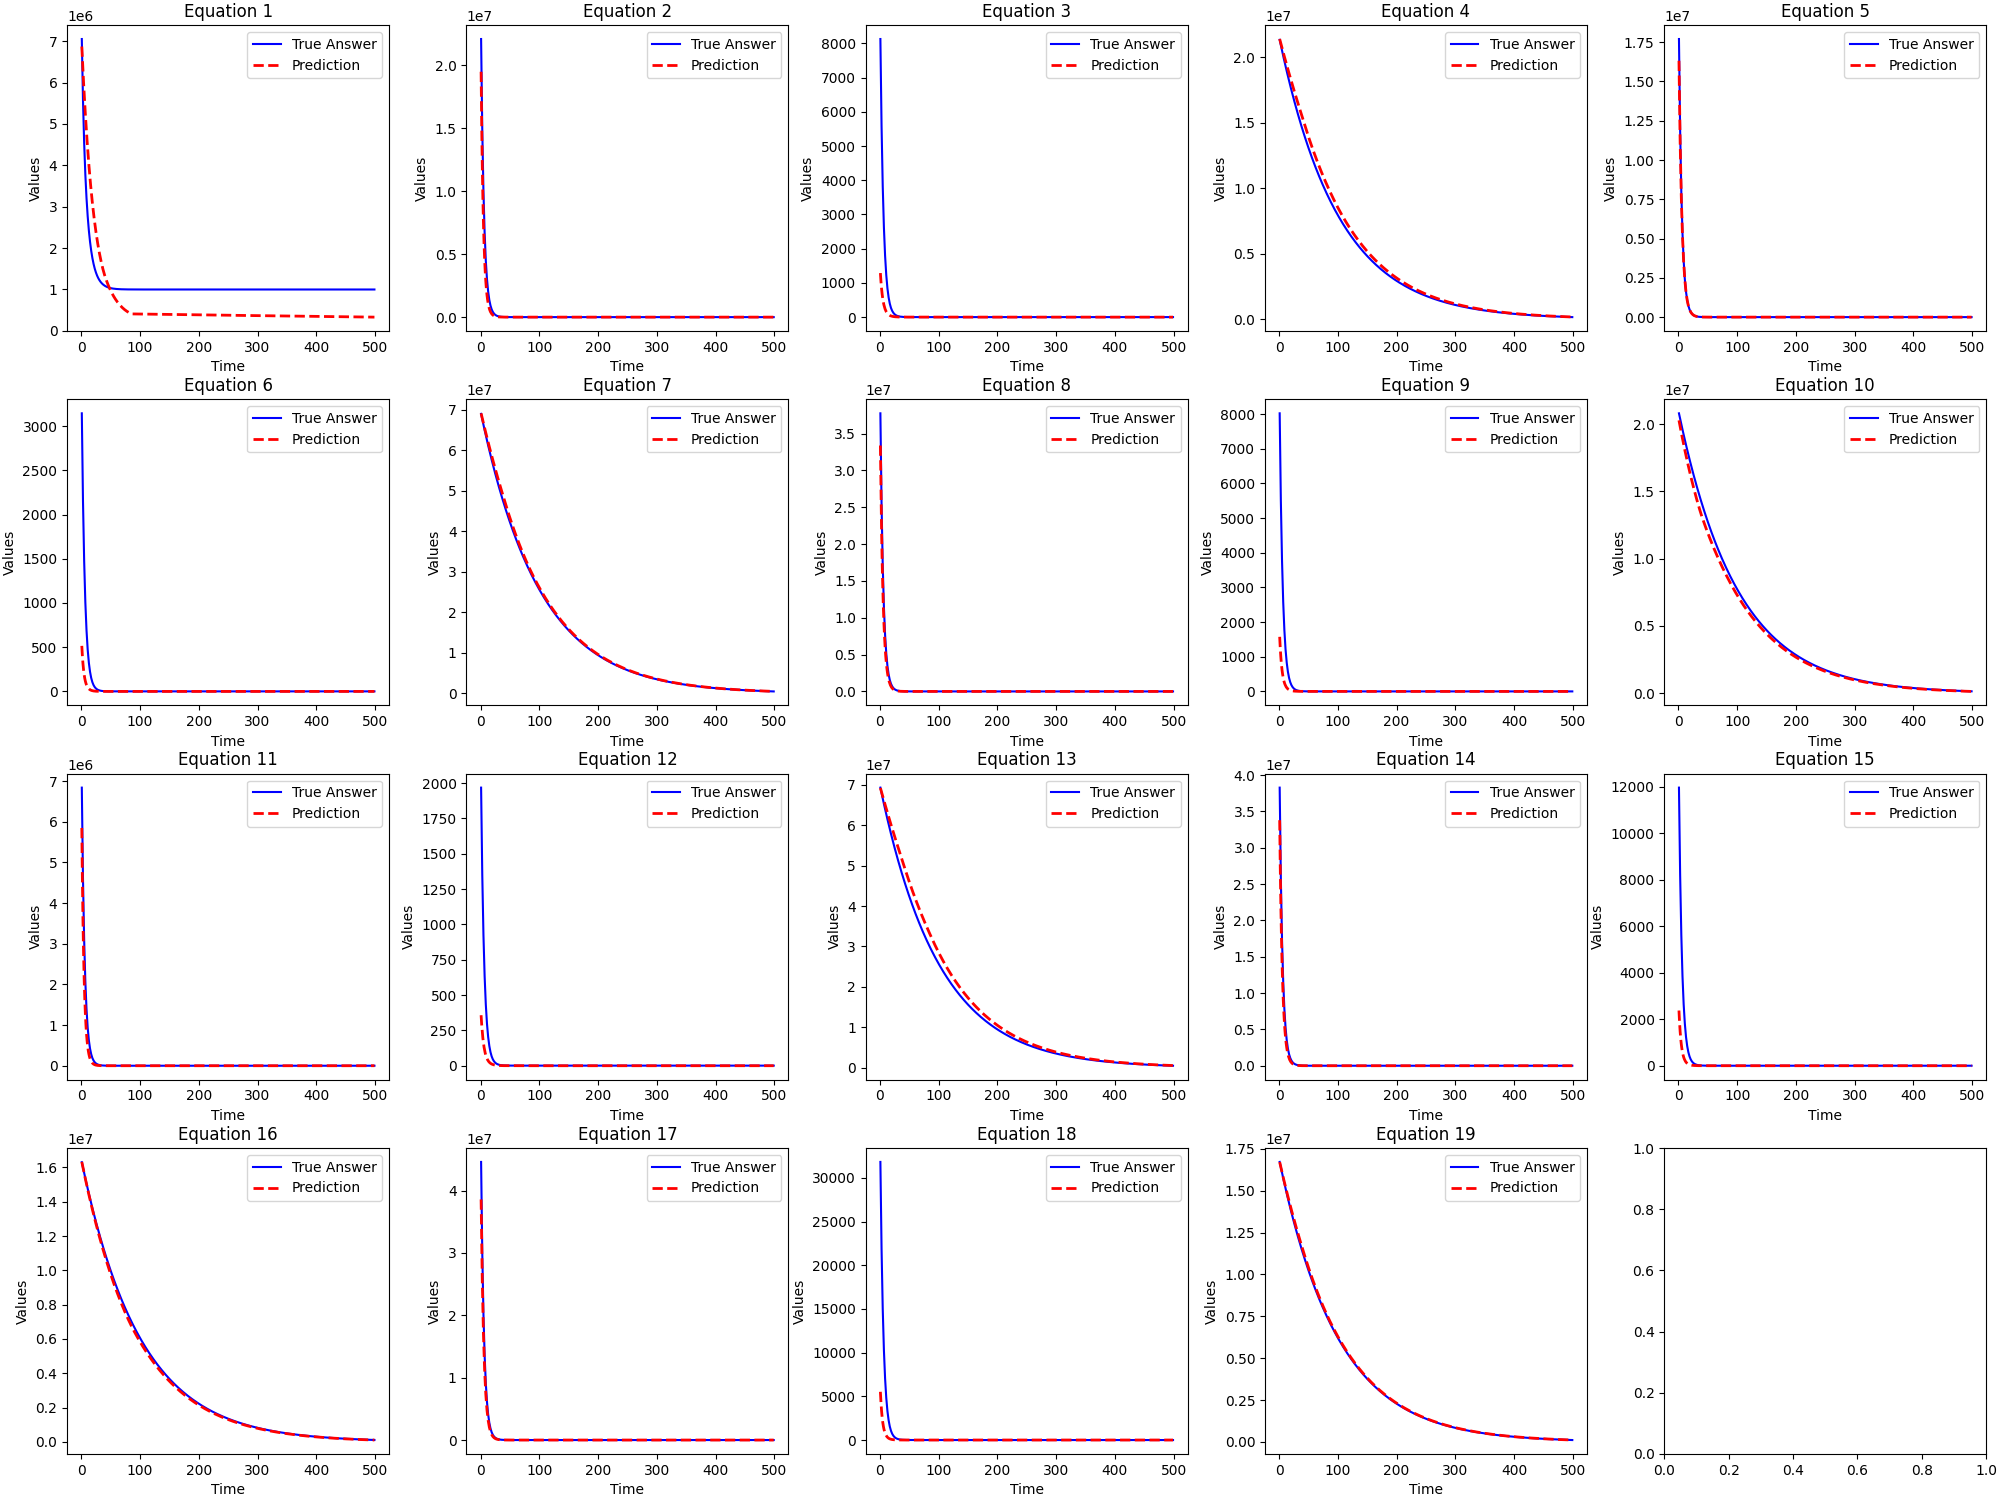 Equation 1
1e6
True Answer
Prediction
Values
7
6
5
4
3
2
1
0
0 100 200 300 400 500
Time
Equation 2
1e7
True Answer
Prediction
Values
2.0
1.5
1.0
0.5
0.0
0 100 200 300 400 500
Time
Equation 3
True Answer
Prediction
Values
8000
7000
6000
5000
4000
3000
2000
1000
0
0 100 200 300 400 500
Time
Equation 4
1e7
True Answer
Prediction
Values
2.0
1.5
1.0
0.5
0.0
0 100 200 300 400 500
Time
Equation 5
1e7
True Answer
Prediction
Values
1.75
1.50
1.25
1.00
0.75
0.50
0.25
0.00
0 100 200 300 400 500
Time
Equation 6
True Answer
Prediction
Values
3000
2500
2000
1500
1000
500
0
0 100 200 300 400 500
Time
Equation 7
1e7
True Answer
Prediction
Values
7
6
5
4
3
2
1
0
0 100 200 300 400 500
Time
Equation 8
1e7
True Answer
Prediction
Values
3.5
3.0
2.5
2.0
1.5
1.0
0.5
0.0
0 100 200 300 400 500
Time
Equation 9
True Answer
Prediction
Values
8000
7000
6000
5000
4000
3000
2000
1000
0
0 100 200 300 400 500
Time
Equation 10
1e7
True Answer
Prediction
Values
2.0
1.5
1.0
0.5
0.0
0 100 200 300 400 500
Time
Equation 11
1e6
True Answer
Prediction
Values
7
6
5
4
3
2
1
0
0 100 200 300 400 500
Time
Equation 12
True Answer
Prediction
Values
2000
1750
1500
1250
1000
750
500
250
0
0 100 200 300 400 500
Time
Equation 13
1e7
True Answer
Prediction
Values
7
6
5
4
3
2
1
0
0 100 200 300 400 500
Time
Equation 14
1e7
True Answer
Prediction
Values
4.0
3.5
3.0
2.5
2.0
1.5
1.0
0.5
0.0
0 100 200 300 400 500
Time
Equation 15
True Answer
Prediction
Values
12000
10000
8000
6000
4000
2000
0
0 100 200 300 400 500
Time
Equation 16
1e7
True Answer
Prediction
Values
1.6
1.4
1.2
1.0
0.8
0.6
0.4
0.2
0.0
0 100 200 300 400 500
Time
Equation 17
1e7
True Answer
Prediction
Values
4
3
2
1
0
0 100 200 300 400 500
Time
Equation 18
True Answer
Prediction
Values
30000
25000
20000
15000
10000
5000
0
0 100 200 300 400 500
Time
Equation 19
1e7
True Answer
Prediction
Values
1.75
1.50
1.25
1.00
0.75
0.50
0.25
0.00
0 100 200 300 400 500
Time
1.0
0.8
0.6
0.4
0.2
0.0
0.0 0.2 0.4 0.6 0.8 1.0